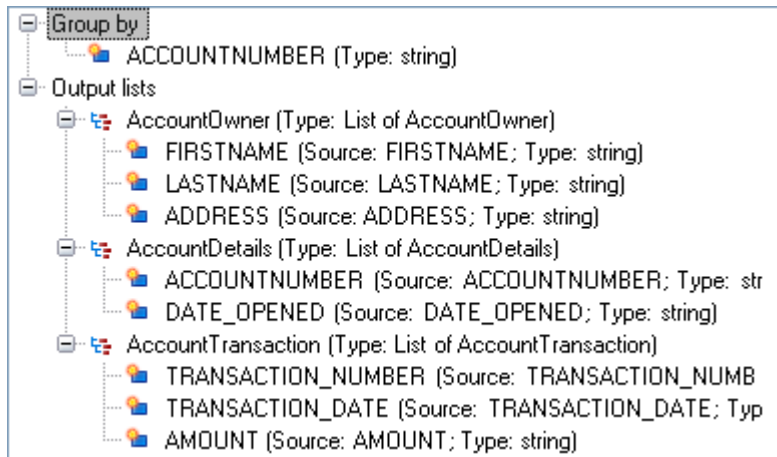 Group by
ACCOUNTNUMBER (Type: string)
Output lists
AccountOwner (Type: List of AccountOwner)
FIRSTNAME (Source: FIRSTNAME; Type: string)
LASTNAME (Source: LASTNAME; Type: string)
ADDRESS (Source: ADDRESS; Type: string)
AccountDetails (Type: List of AccountDetails)
ACCOUNTNUMBER (Source: ACCOUNTNUMBER; Type: str
DATE_OPENED (Source: DATE_OPENED; Type: string)
AccountTransaction (Type: List of AccountTransaction)
TRANSACTION_NUMBER (Source: TRANSACTION_NUMB
TRANSACTION_DATE (Source: TRANSACTION_DATE; Typ
AMOUNT (Source: AMOUNT; Type: string)